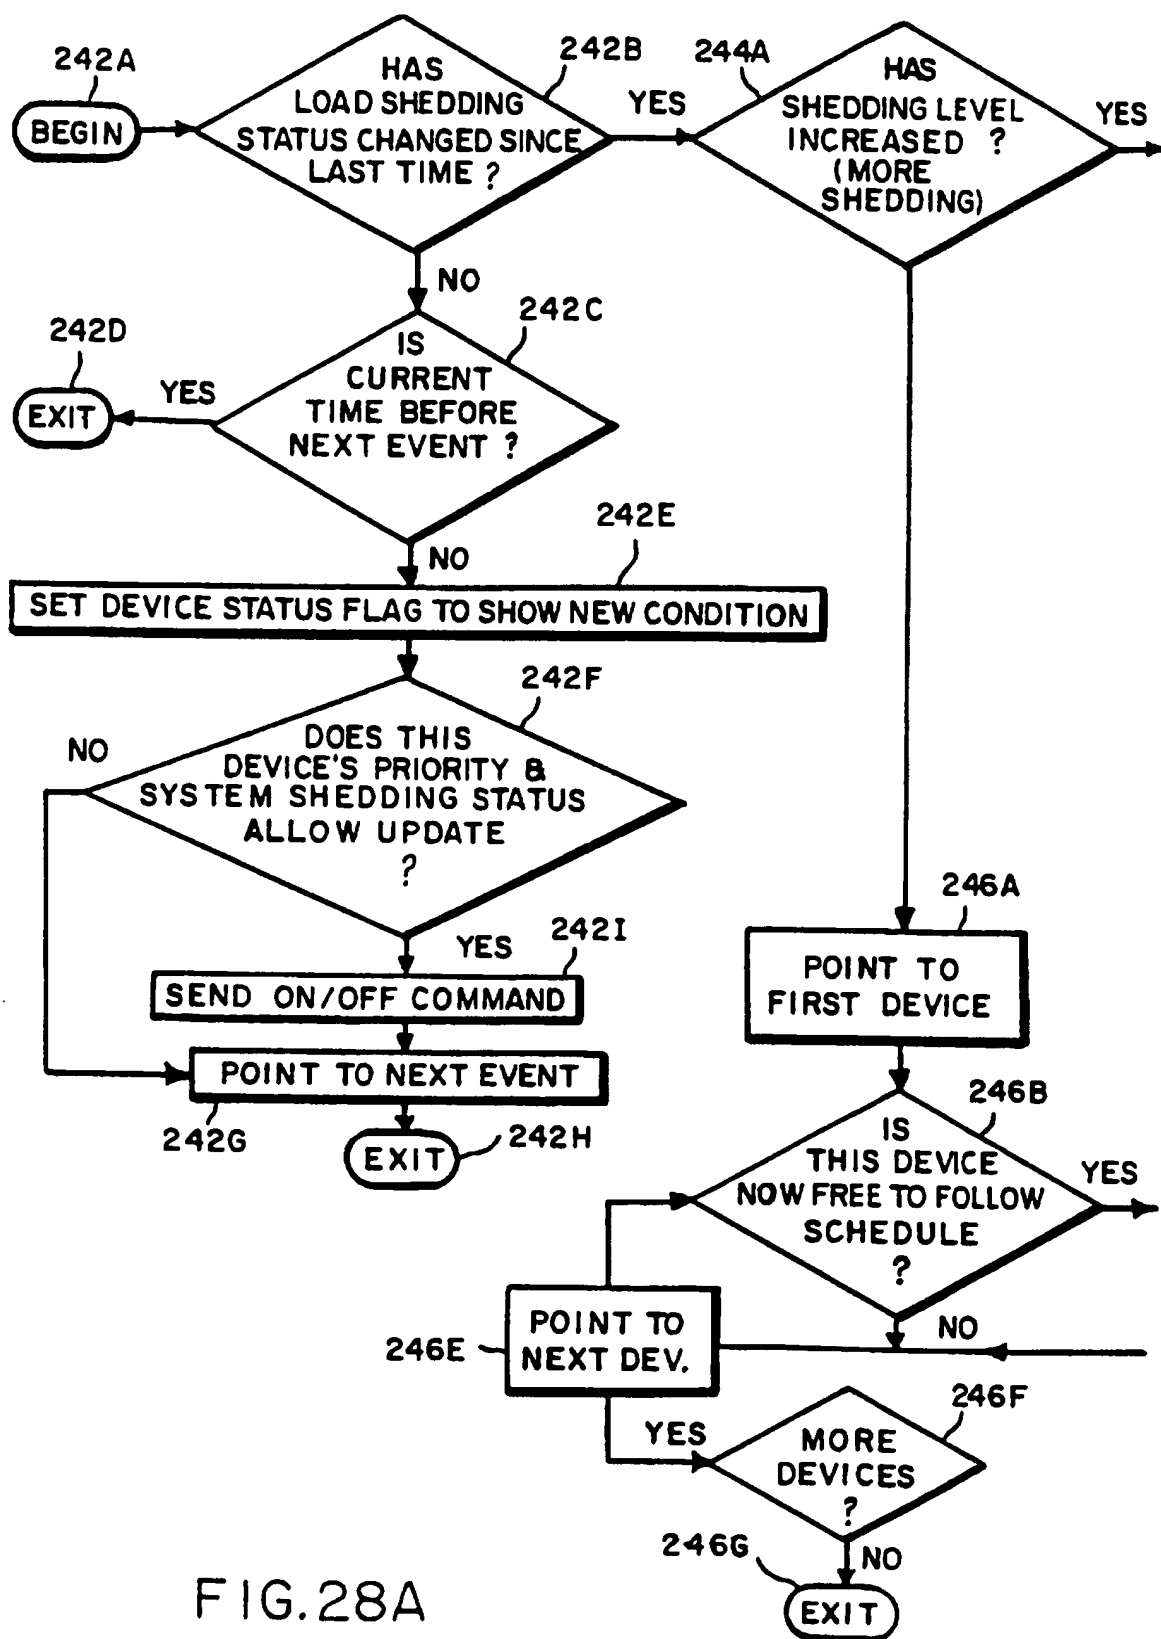 242A
BEGIN
242B
HAS
LOAD SHEDDING
STATUS CHANGED SINCE
LAST TIME ?
YES
244A
HAS
SHEDDING LEVEL
INCREASED ?
(MORE
SHEDDING)
YES
NO
242C
IS
CURRENT
TIME BEFORE
NEXT EVENT ?
242D
YES
EXIT
NO
242E
SET DEVICE STATUS FLAG TO SHOW NEW CONDITION
242F
DOES THIS
DEVICE'S PRIORITY &
SYSTEM SHEDDING STATUS
ALLOW UPDATE
?
NO
YES
242I
SEND ON/OFF COMMAND
POINT TO NEXT EVENT
242G
EXIT
242H
246A
POINT TO
FIRST DEVICE
246B
IS
THIS DEVICE
NOW FREE TO FOLLOW
SCHEDULE
?
YES
NO
246E
POINT TO
NEXT DEV.
246F
YES
MORE
DEVICES
?
246G
NO
EXIT
FIG. 28A